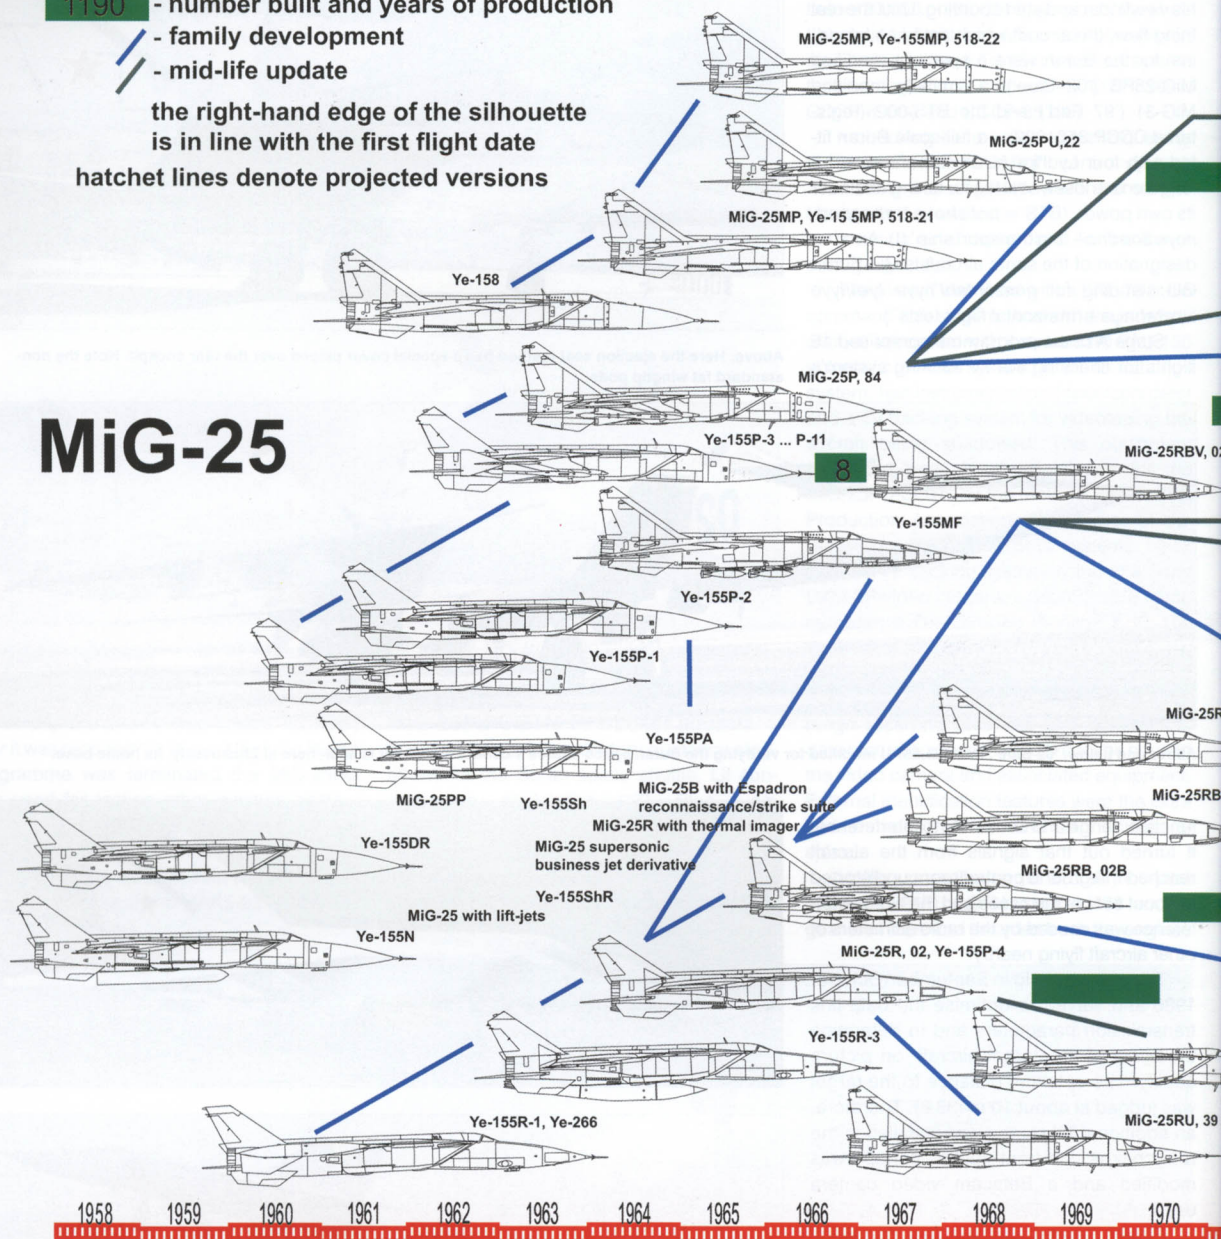 1190 - number built and years of production
- family development
- mid-life update
the right-hand edge of the silhouette
is in line with the first flight date
hatchet lines denote projected versions
MiG-25MP, Ye-155MP, 518-22
MiG-25PU,22
MiG-25MP, Ye-15 5MP, 518-21
Ye-158
MiG-25P, 84
MiG-25
Ye-155P-3 ... P-11
8
MiG-25RBV, 02
Ye-155MF
Ye-155P-2
Ye-155P-1
MiG-25R
Ye-155PA
MiG-25B with Espadron
reconnaissance/strike suite
MiG-25PP
Ye-155Sh
MiG-25RB
MiG-25R with thermal imager
Ye-155DR
MiG-25 supersonic
business jet derivative
MiG-25RB, 02B
Ye-155ShR
MiG-25 with lift-jets
Ye-155N
MiG-25R, 02, Ye-155P-4
Ye-155R-3
Ye-155R-1, Ye-266
MiG-25RU, 39
1958 1959 1960 1961 1962 1963 1964 1965 1966 1967 1968 1969 1970